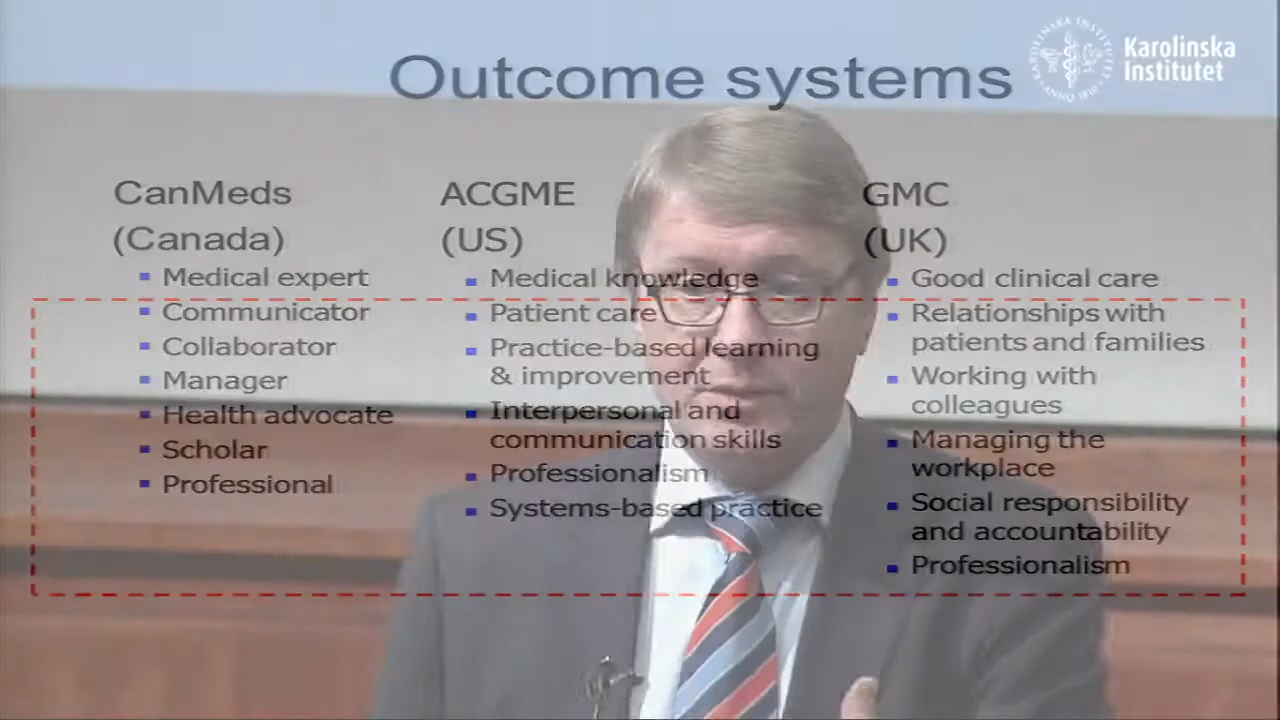 Outcome systems
Karolinska
Institutet
CanMeds
(Canada)
Medical expert
Communicator
Collaborator
Manager
Health advocate
Scholar
Professional
ACGME
(US)
Medical knowledge
Patient care
Practice-based learning
& improvement
Interpersonal and
communication skills
Professionalism
Systems-based practice
GMC
(UK)
Good clinical care
Relationships with
patients and families
Working with
colleagues
Managing the
workplace
Social responsibility
and accountability
Professionalism